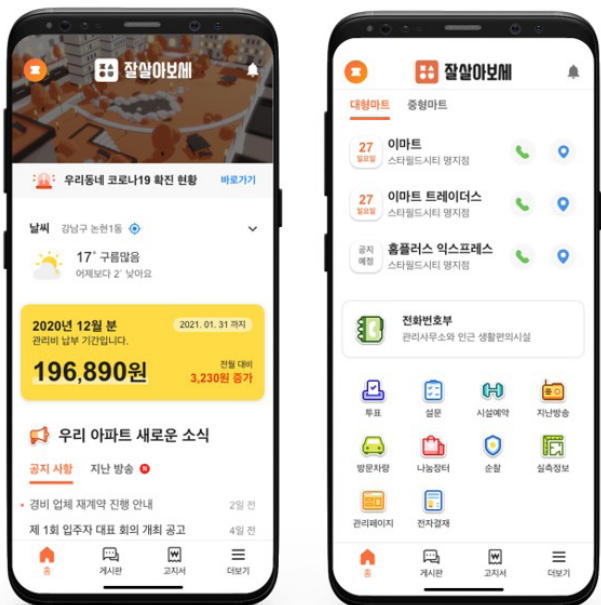 잘살아보세
우리동네 코로나19 확진 현황 바로가기
날씨 강남구 논현1동
17° 구름많음
어제보다 2° 낮아요
2020년 12월 분 2021. 01. 31 까지
관리비 납부 기간입니다.
196,890원
전월 대비
3,230원 증가
우리 아파트 새로운 소식
공지 사항 지난 방송 N
경비 업체 재계약 진행 안내 2일 전
제 1회 입주자 대표 회의 개최 공고 4일 전
홈 게시판 고지서 더보기
잘살아보세
대형마트 중형마트
27
일요일
이마트
스타필드시티 명지점
27
일요일
이마트 트레이더스
스타필드시티 명지점
공지
예정
홈플러스 익스프레스
스타필드시티 명지점
전화번호부
관리사무소와 인근 생활편의시설
투표 설문 시설예약 지난방송
방문차량 나눔장터 순찰 실측정보
관리페이지 전자결재
홈 게시판 고지서 더보기